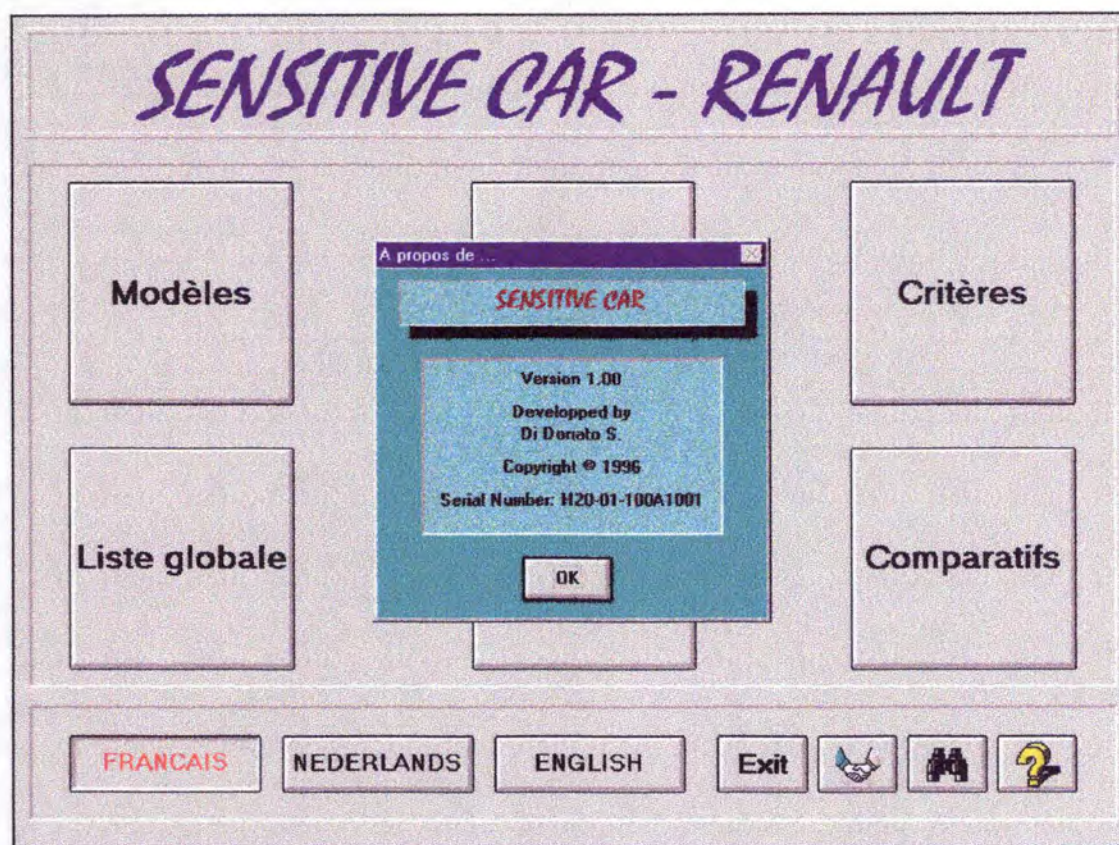 SENSITIVE CAR - RENAULT
Modèles
Critères
A propos de ...
SENSITIVE CAR
Version 1.00
Developped by
Di Donato S.
Copyright © 1996
Serial Number: H20-01-100A1001
OK
Liste globale
Comparatifs
FRANCAIS
NEDERLANDS
ENGLISH
Exit